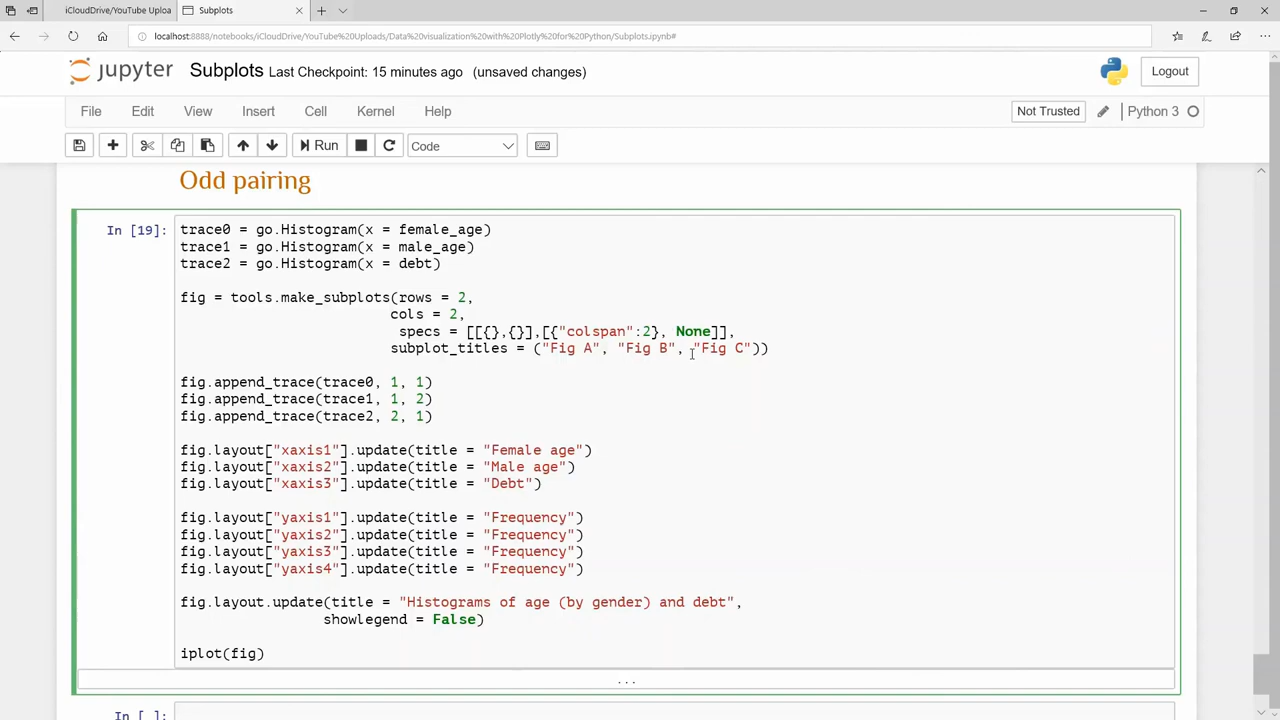 iCloudDrive/YouTube Uploa
Subplots
localhost:8888/notebooks/iCloudDrive/YouTube%20Uploads/Data%20visualization%20with%20Plotly%20for%20Python/Subplots.ipynb#
jupyter Subplots Last Checkpoint: 15 minutes ago (unsaved changes)
Logout
File Edit View Insert Cell Kernel Help
Not Trusted
Python 3
Run
Code
Odd pairing
In [19]:
trace0 = go.Histogram(x = female_age)
trace1 = go.Histogram(x = male_age)
trace2 = go.Histogram(x = debt)
fig = tools.make_subplots(rows = 2,
cols = 2,
specs = [[{},{}],[{"colspan":2}, None]],
subplot_titles = ("Fig A", "Fig B", "Fig C"))
fig.append_trace(trace0, 1, 1)
fig.append_trace(trace1, 1, 2)
fig.append_trace(trace2, 2, 1)
fig.layout["xaxis1"].update(title = "Female age")
fig.layout["xaxis2"].update(title = "Male age")
fig.layout["xaxis3"].update(title = "Debt")
fig.layout["yaxis1"].update(title = "Frequency")
fig.layout["yaxis2"].update(title = "Frequency")
fig.layout["yaxis3"].update(title = "Frequency")
fig.layout["yaxis4"].update(title = "Frequency")
fig.layout.update(title = "Histograms of age (by gender) and debt",
showlegend = False)
iplot(fig)
...
In [ ]: